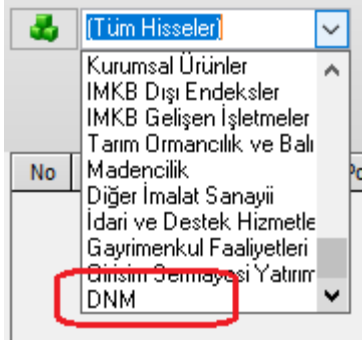 (Tüm Hisseler)
Kurumsal Ürünler
IMKB Dışı Endeksler
IMKB Gelişen İşletmeler
Tarım Ormancılık ve Balı
No
Madencilik
Diğer İmalat Sanayii
İdari ve Destek Hizmetle
Gayrimenkul Faaliyetleri
Girişim Sermayesi Yatırım
DNM